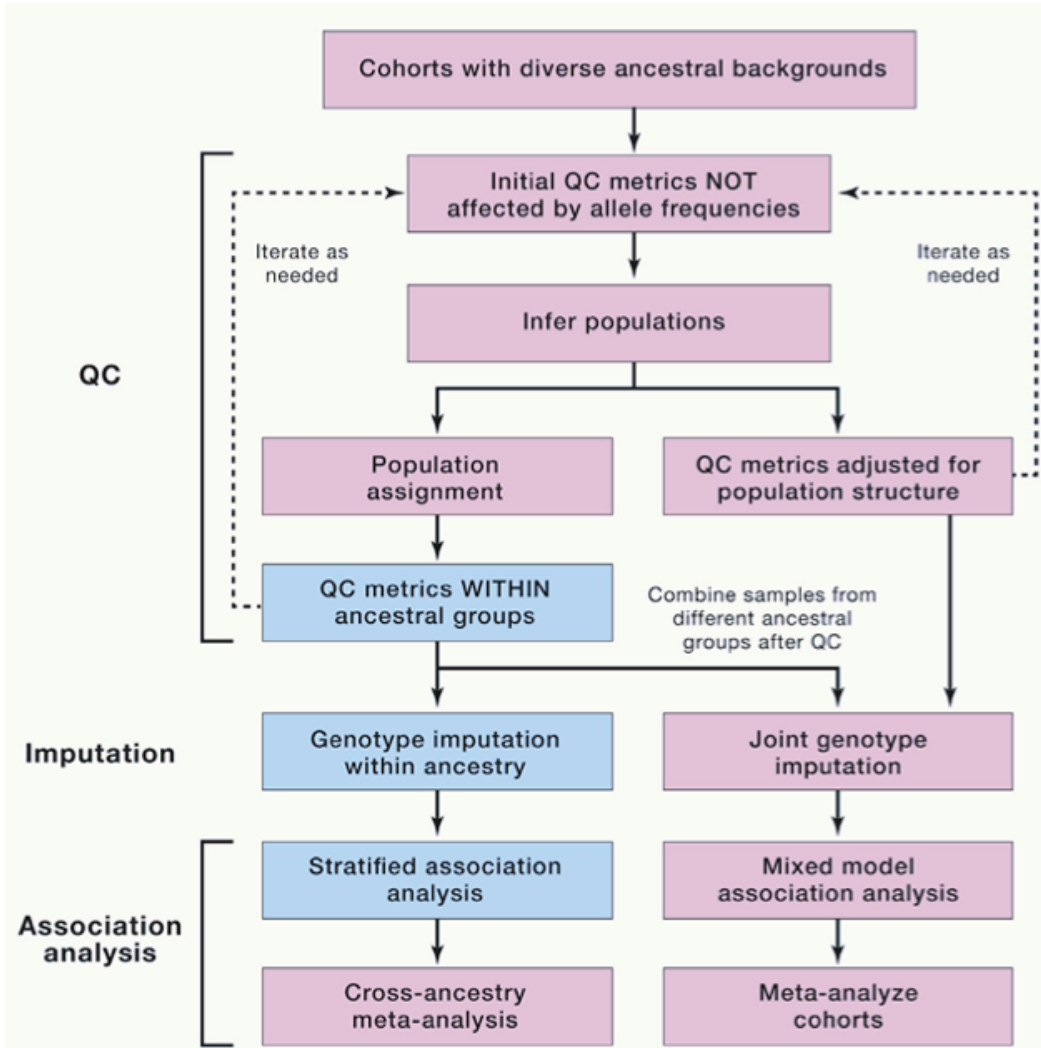 Cohorts with diverse ancestral backgrounds
Initial QC metrics NOT
affected by allele frequencies
Iterate as
needed
Iterate as
needed
Infer populations
QC
Population
assignment
QC metrics adjusted for
population structure
QC metrics WITHIN
ancestral groups
Combine samples from
different ancestral
groups after QC
Imputation
Genotype imputation
within ancestry
Joint genotype
imputation
Association
analysis
Stratified association
analysis
Mixed model
association analysis
Cross-ancestry
meta-analysis
Meta-analyze
cohorts